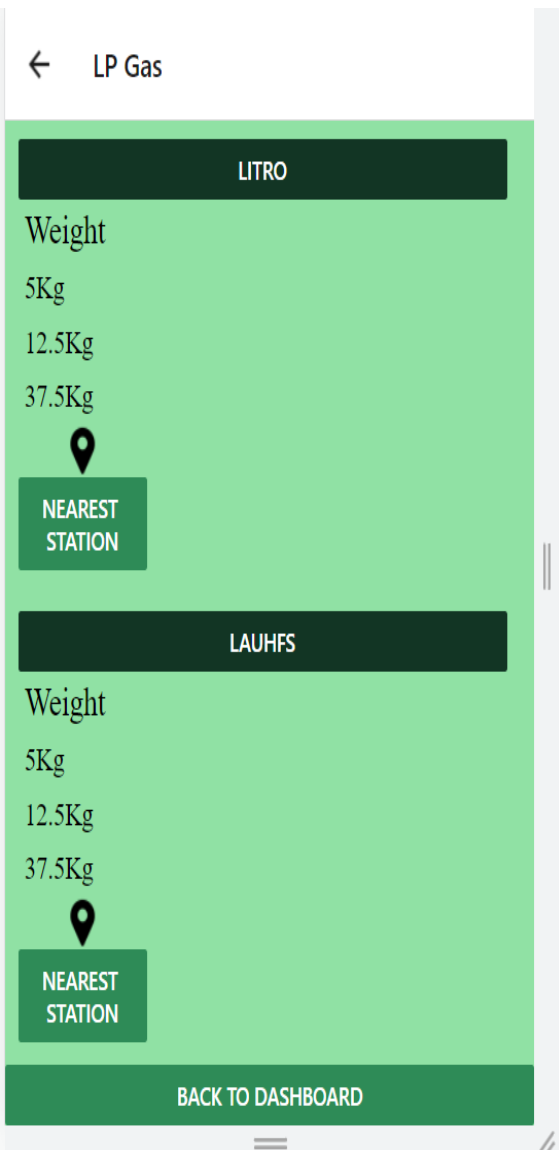 LP Gas
LITRO
Weight
5Kg
12.5Kg
37.5Kg
NEAREST
STATION
LAUHFS
Weight
5Kg
12.5Kg
37.5Kg
NEAREST
STATION
BACK TO DASHBOARD